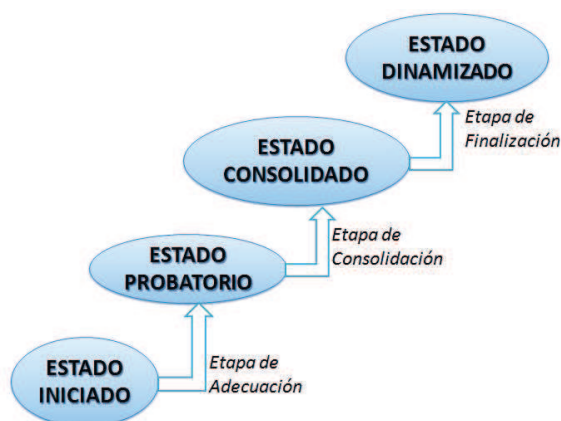 ESTADO
DINAMIZADO
Etapa de
Finalización
ESTADO
CONSOLIDADO
Etapa de
Consolidación
ESTADO
PROBATORIO
Etapa de
Adecuación
ESTADO
INICIADO